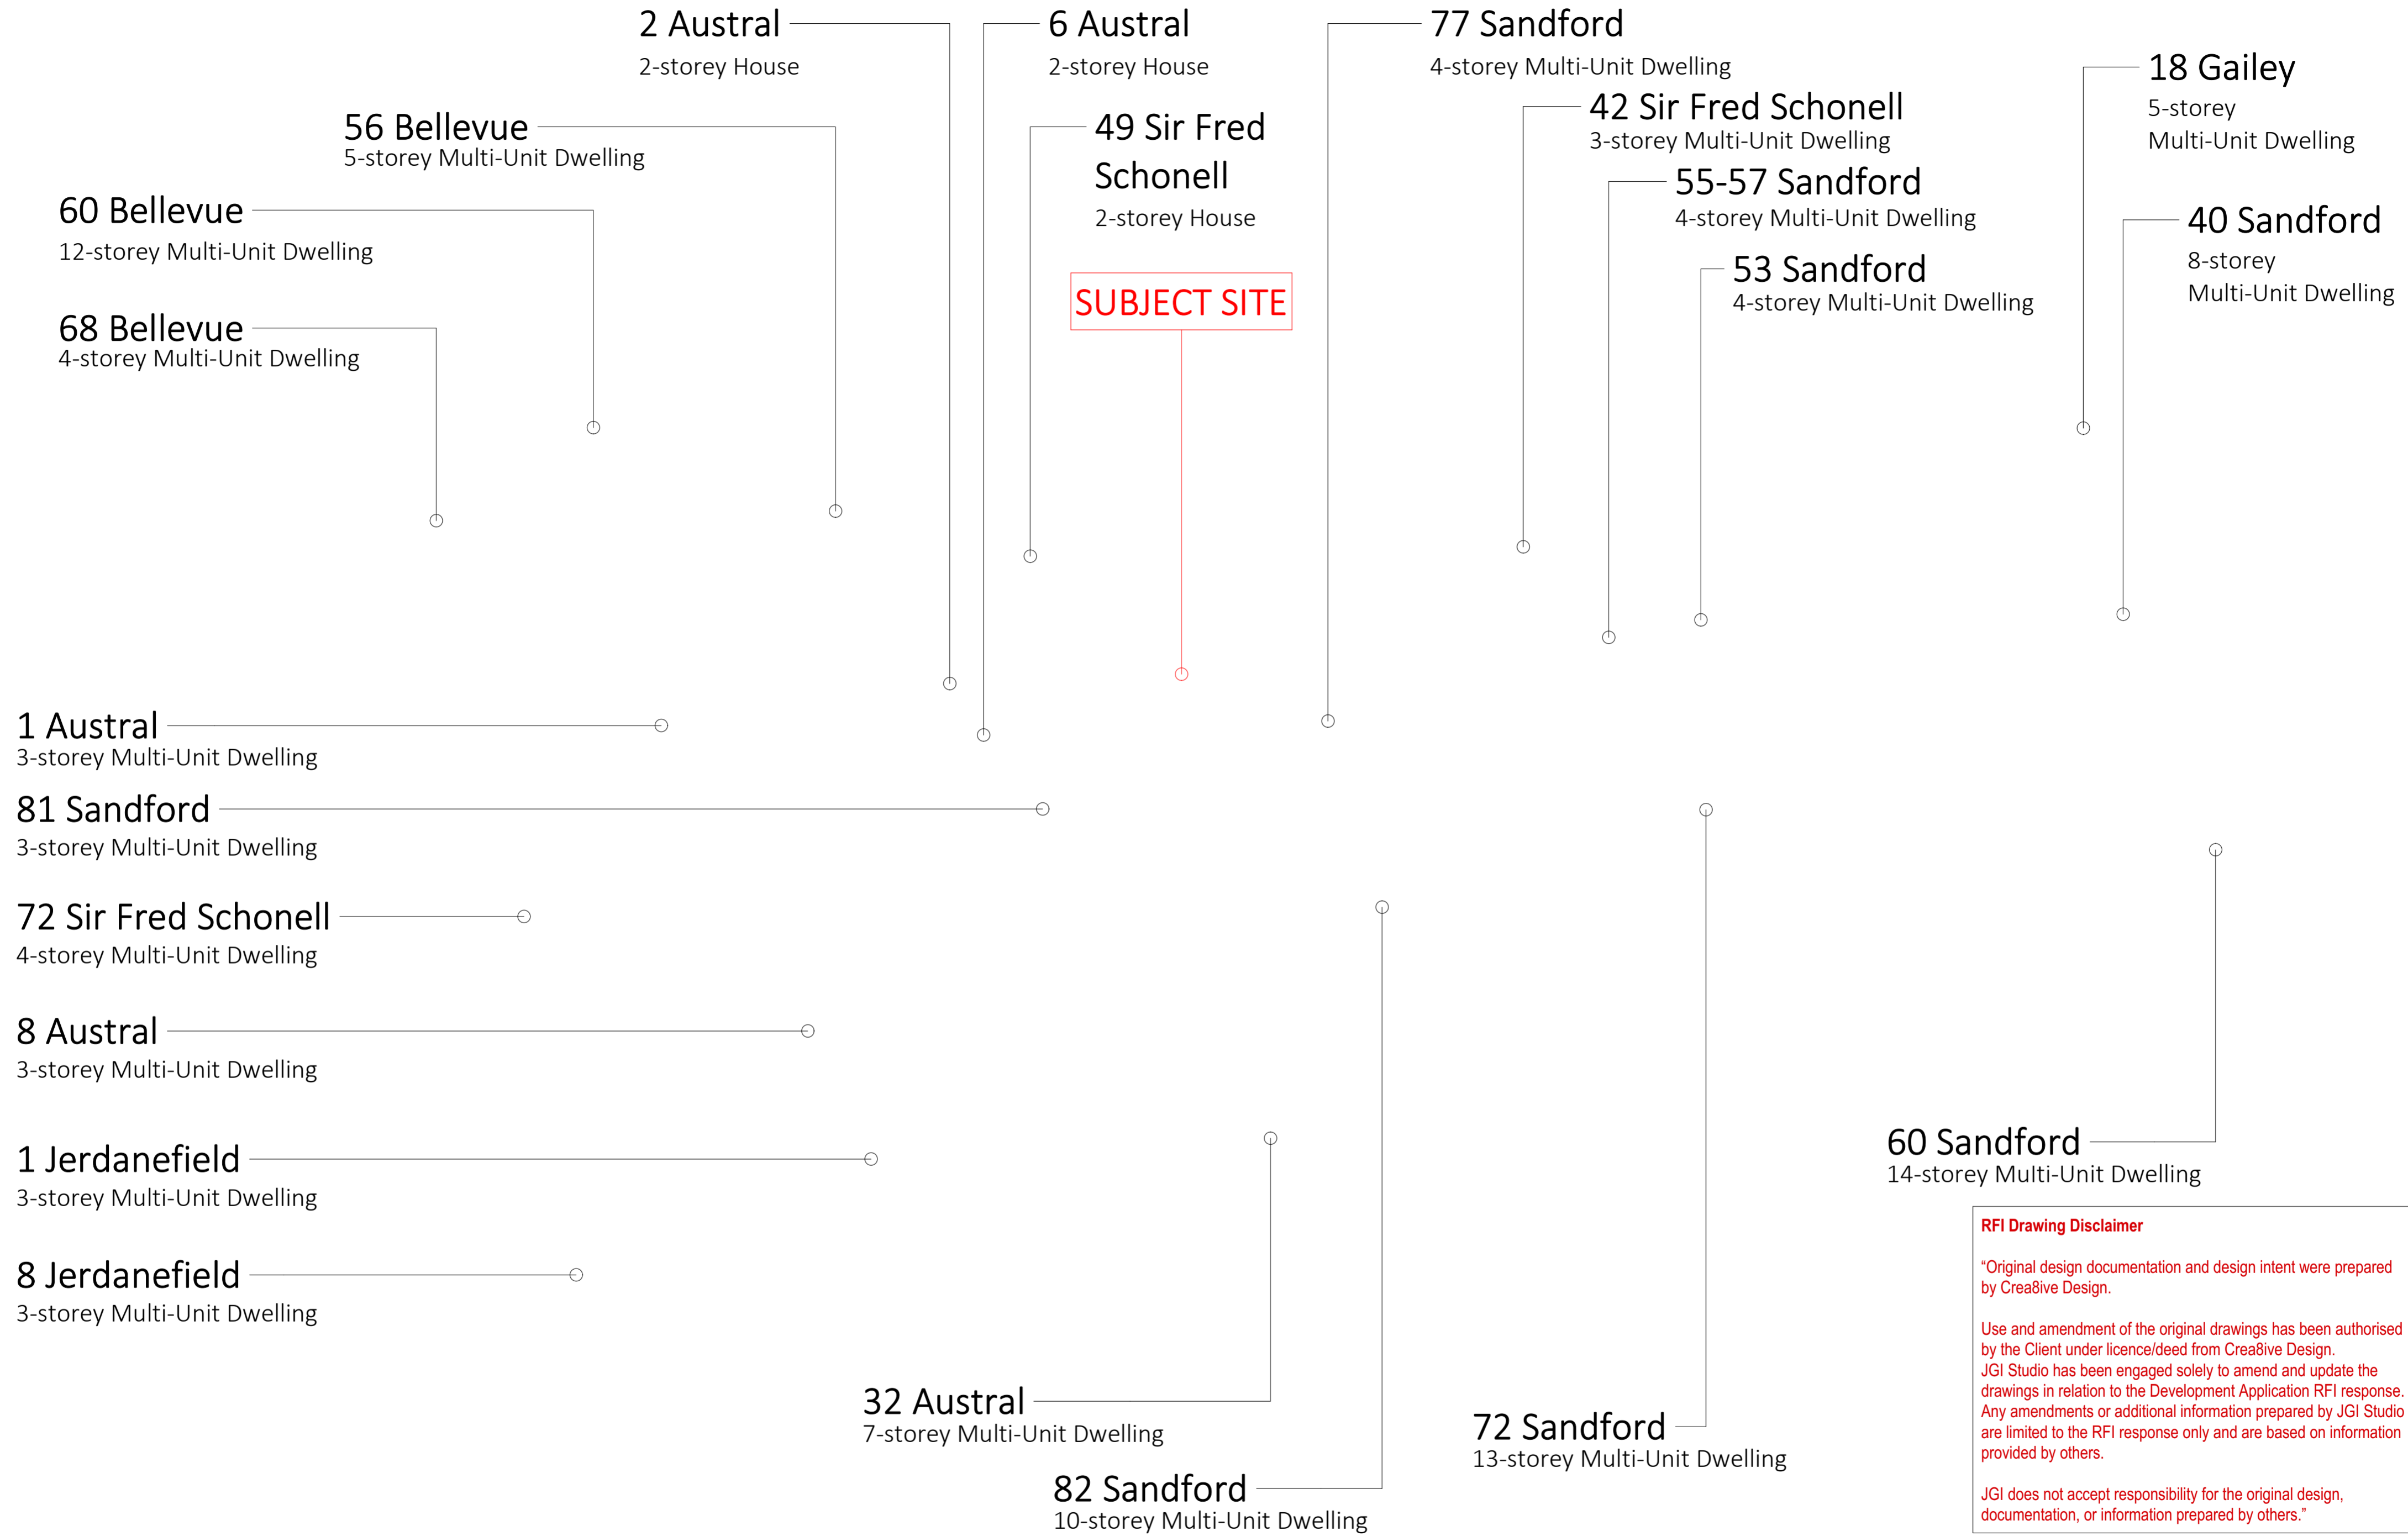 2 Austral
2-storey House
6 Austral
2-storey House
77 Sandford
4-storey Multi-Unit Dwelling
18 Gailey
5-storey
Multi-Unit Dwelling
56 Bellevue
5-storey Multi-Unit Dwelling
49 Sir Fred
Schonell
2-storey House
42 Sir Fred Schonell
3-storey Multi-Unit Dwelling
55-57 Sandford
4-storey Multi-Unit Dwelling
60 Bellevue
12-storey Multi-Unit Dwelling
40 Sandford
8-storey
Multi-Unit Dwelling
53 Sandford
4-storey Multi-Unit Dwelling
SUBJECT SITE
68 Bellevue
4-storey Multi-Unit Dwelling
1 Austral
3-storey Multi-Unit Dwelling
81 Sandford
3-storey Multi-Unit Dwelling
72 Sir Fred Schonell
4-storey Multi-Unit Dwelling
8 Austral
3-storey Multi-Unit Dwelling
1 Jerdanefield
3-storey Multi-Unit Dwelling
60 Sandford
14-storey Multi-Unit Dwelling
8 Jerdanefield
3-storey Multi-Unit Dwelling
32 Austral
7-storey Multi-Unit Dwelling
72 Sandford
13-storey Multi-Unit Dwelling
82 Sandford
10-storey Multi-Unit Dwelling
RFI Drawing Disclaimer
“Original design documentation and design intent were prepared
by Crea8ive Design.
Use and amendment of the original drawings has been authorised
by the Client under licence/deed from Crea8ive Design.
JGI Studio has been engaged solely to amend and update the
drawings in relation to the Development Application RFI response.
Any amendments or additional information prepared by JGI Studio
are limited to the RFI response only and are based on information
provided by others.
JGI does not accept responsibility for the original design,
documentation, or information prepared by others.”